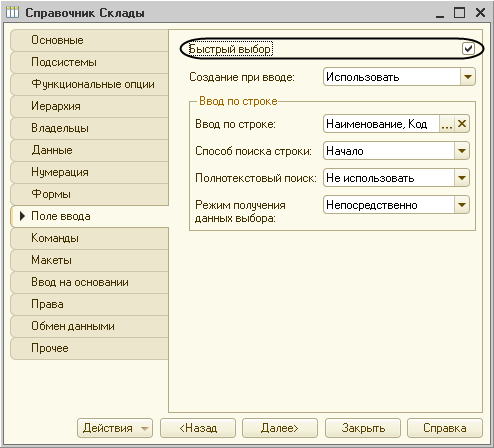 Справочник Склады
Основные
Подсистемы
Функциональные опции
Иерархия
Владельцы
Данные
Нумерация
Формы
Поле ввода
Команды
Макеты
Ввод на основании
Права
Обмен данными
Прочее
Быстрый выбор
Создание при вводе: Использовать
Ввод по строке
Ввод по строке: Наименование, Код ...
Способ поиска строки: Начало
Полнотекстовый поиск: Не использовать
Режим получения
данных выбора: Непосредственно
Действия <Назад Далее> Закрыть Справка